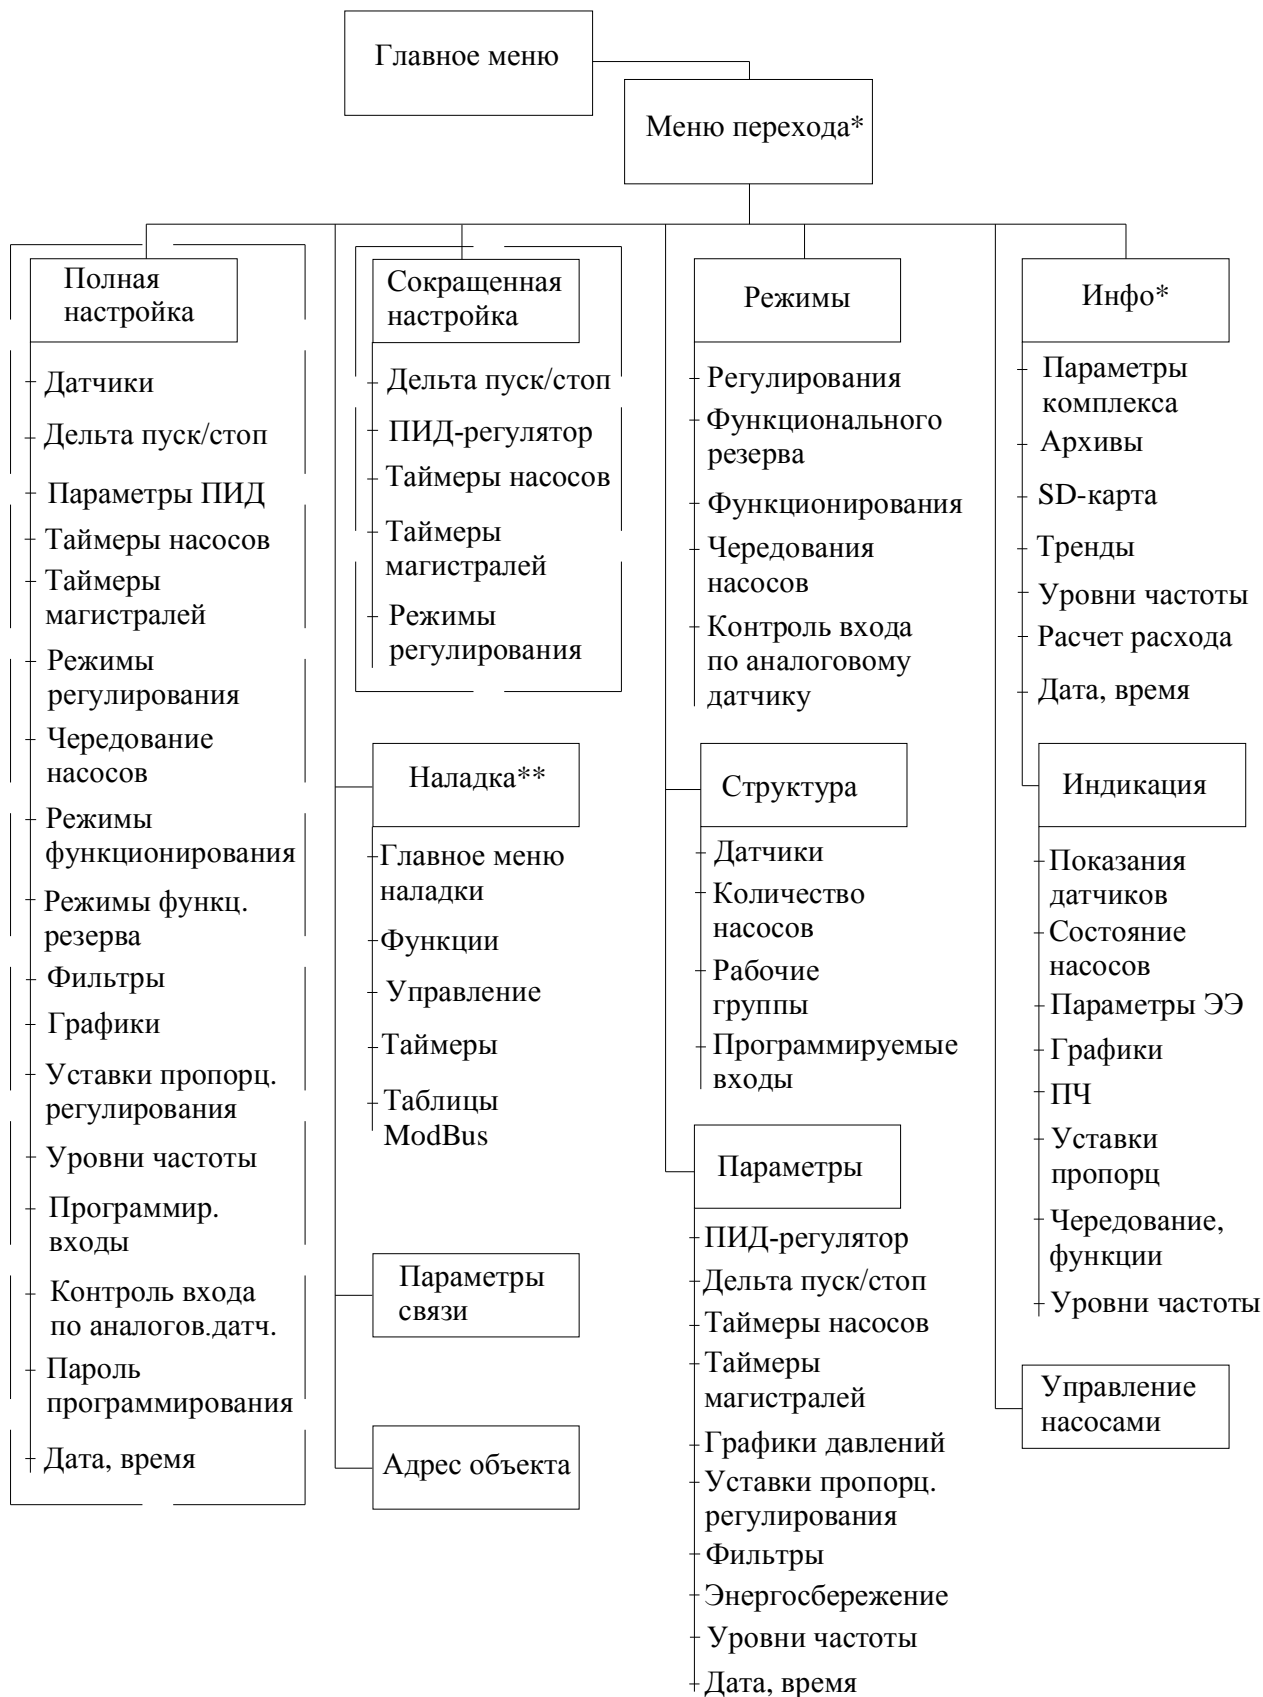 Главное меню
Меню перехода*
Полная
настройка
Датчики
Дельта пуск/стоп
Параметры ПИД
Таймеры насосов
Таймеры
магистралей
Режимы
регулирования
Чередование
насосов
Режимы
функционирования
Режимы функц.
резерва
Фильтры
Графики
Уставки пропорц.
регулирования
Уровни частоты
Программир.
входы
Контроль входа
по аналогов.датч.
Пароль
программирования
Дата, время
Сокращенная
настройка
Дельта пуск/стоп
ПИД-регулятор
Таймеры насосов
Таймеры
магистралей
Режимы
регулирования
Наладка**
Главное меню
наладки
Функции
Управление
Таймеры
Таблицы
ModBus
Параметры
связи
Адрес объекта
Режимы
Регулирования
Функционального
резерва
Функционирования
Чередования
насосов
Контроль входа
по аналоговому
датчику
Структура
Датчики
Количество
насосов
Рабочие
группы
Программируемые
входы
Параметры
ПИД-регулятор
Дельта пуск/стоп
Таймеры насосов
Таймеры
магистралей
Графики давлений
Уставки пропорц.
регулирования
Фильтры
Энергосбережение
Уровни частоты
Дата, время
Инфо*
Параметры
комплекса
Архивы
SD-карта
Тренды
Уровни частоты
Расчет расхода
Дата, время
Индикация
Показания
датчиков
Состояние
насосов
Параметры ЭЭ
Графики
ПЧ
Уставки
пропорц
Чередование,
функции
Уровни частоты
Управление
насосами